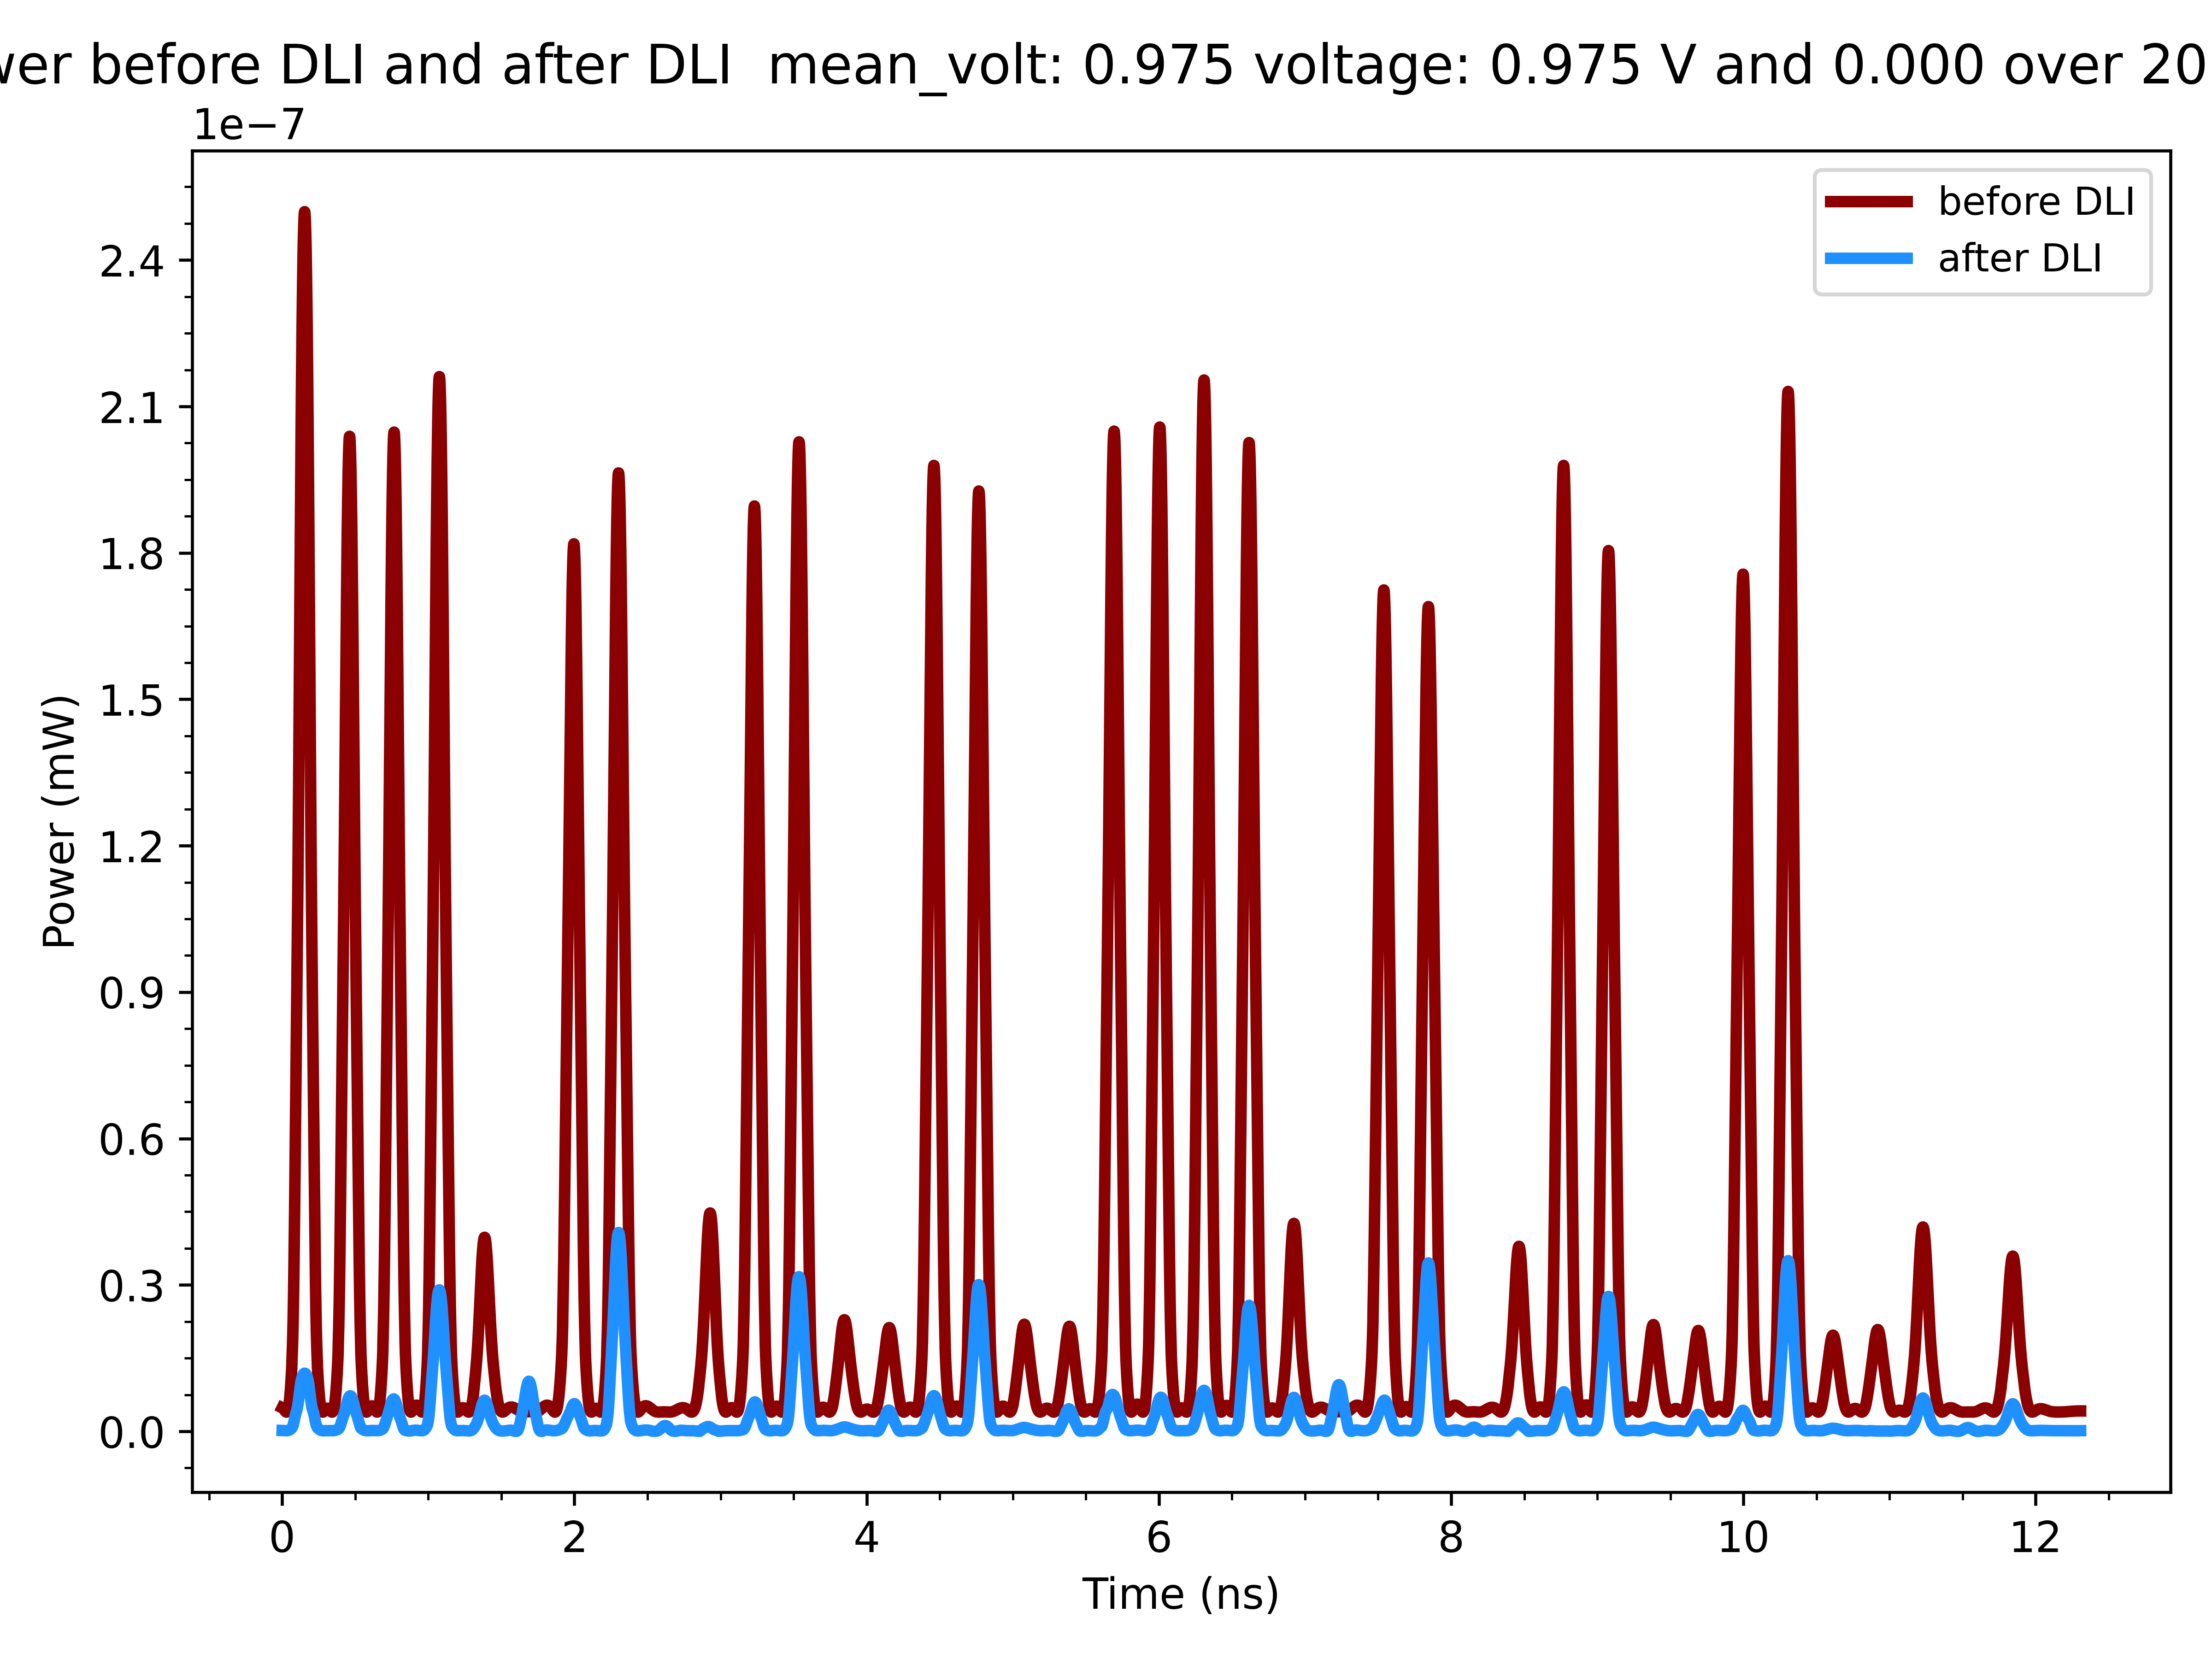 wer before DLI and after DLI  mean_volt: 0.975 voltage: 0.975 V and 0.000 over 20
1e−7
before DLI
after DLI
2.4
2.1
1.8
1.5
1.2
0.9
0.6
0.3
0.0
Power (mW)
0 2 4 6 8 10 12
Time (ns)